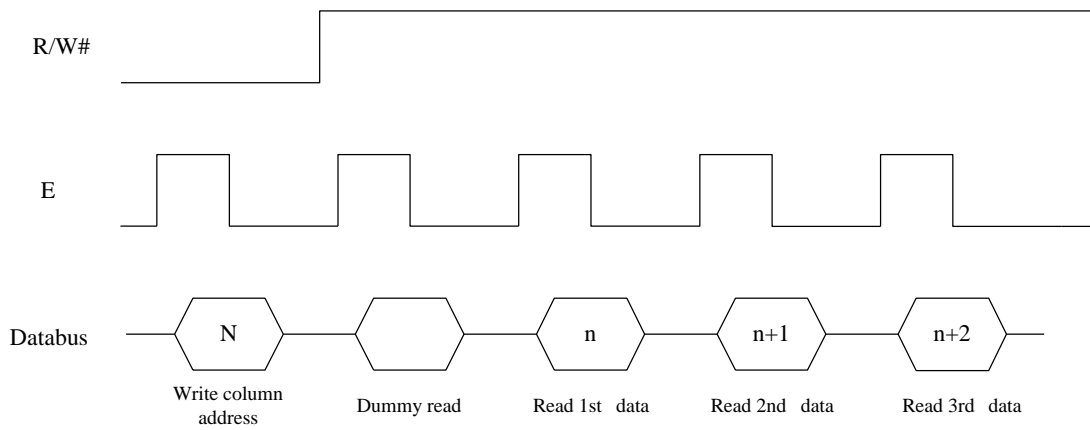 R/W#
E
Databus
N
n
n+1
n+2
Write column
address
Dummy read
Read 1st data
Read 2nd data
Read 3rd data